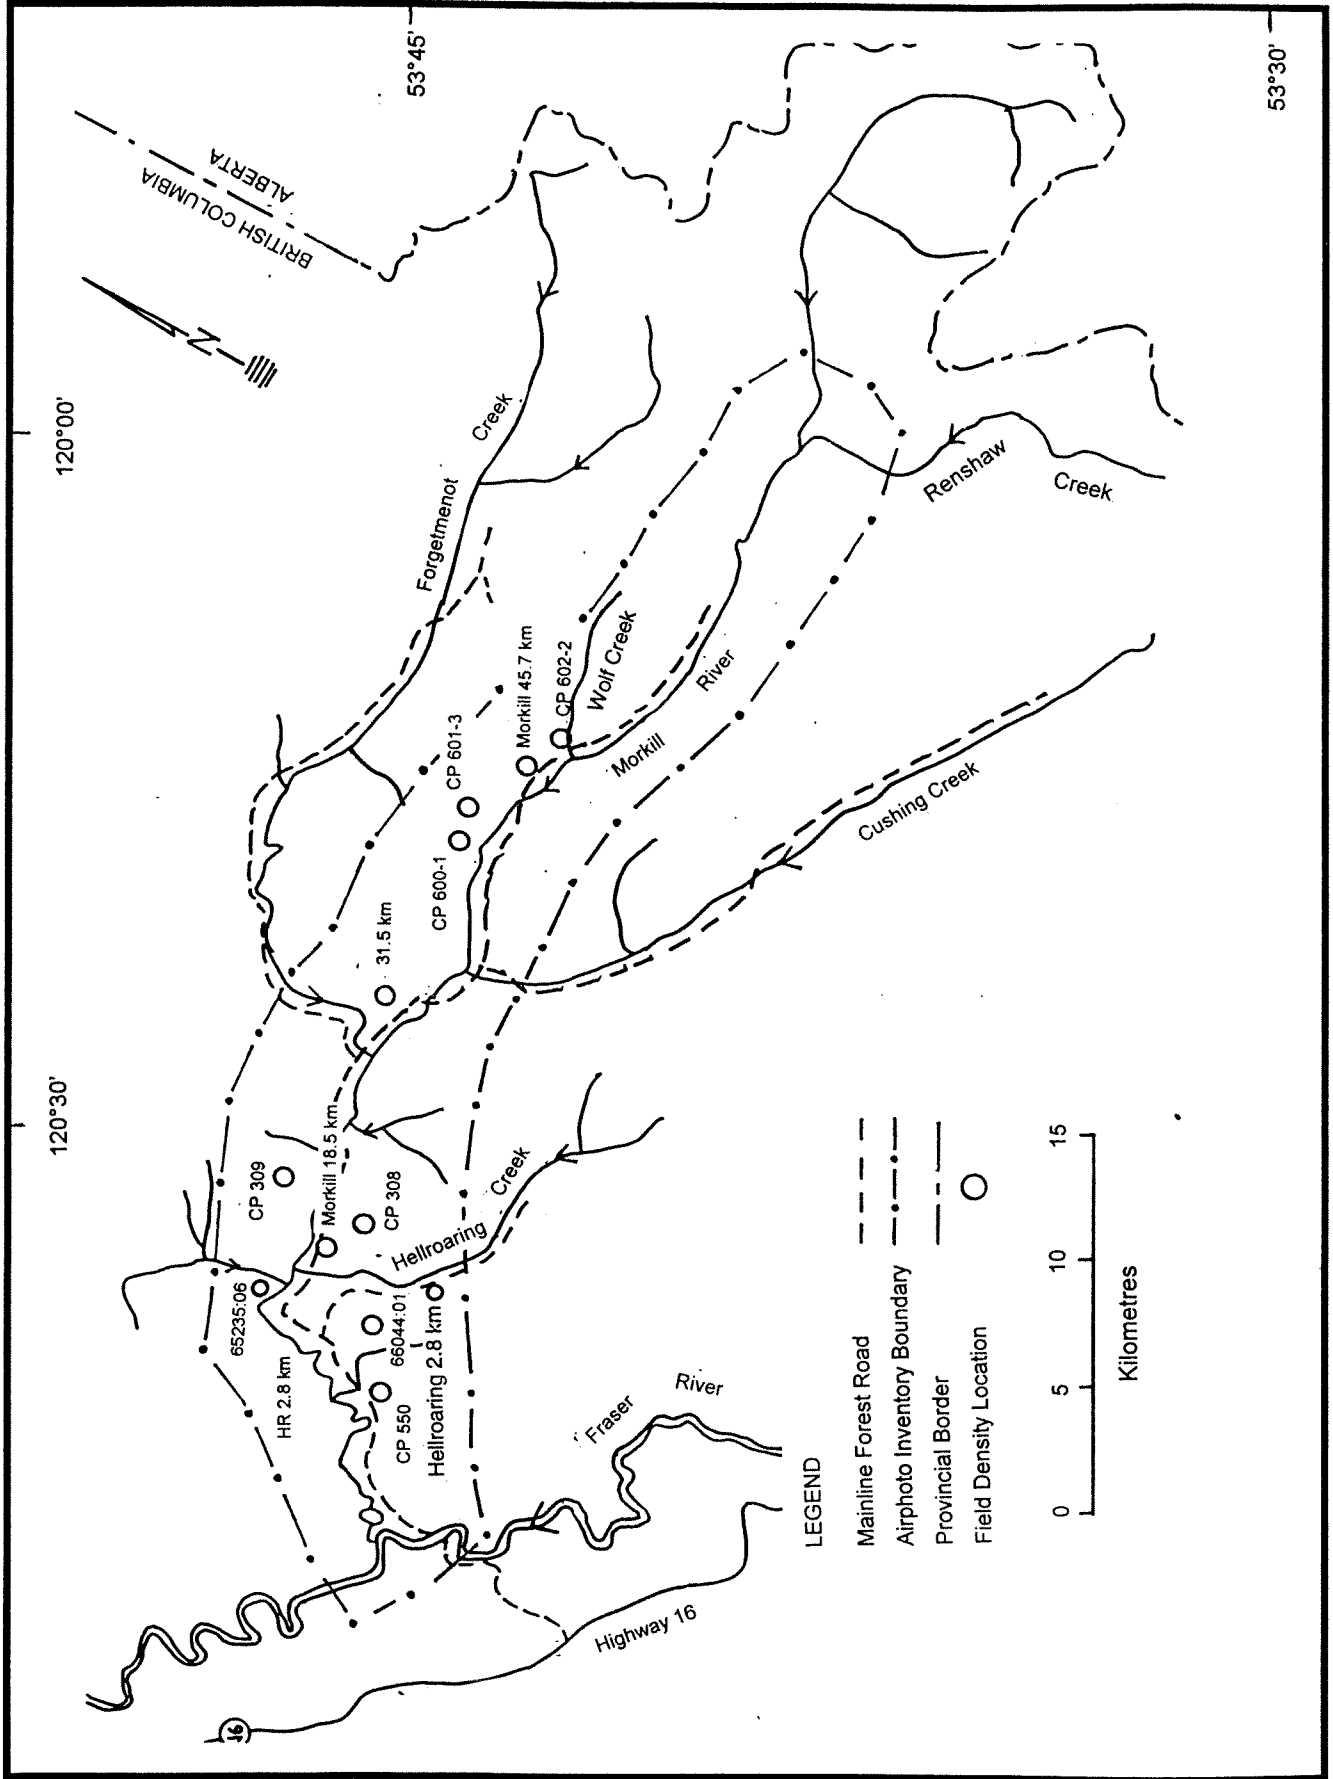 53°45'
53°30'
120°00'
120°30'
BRITISH COLUMBIA
ALBERTA
N
Forgetmenot
Creek
Renshaw
Creek
Wolf Creek
Morkill
River
Cushing Creek
CP 602-2
Morkill 45.7 km
CP 601-3
CP 600-1
31.5 km
CP 309
Morkill 18.5 km
CP 308
Hellroaring
Creek
65235:06
66044:01
HR 2.8 km
CP 550
Hellroaring 2.8 km
Fraser
River
Highway 16
16
LEGEND
Mainline Forest Road
Airphoto Inventory Boundary
Provincial Border
Field Density Location
0 5 10 15
Kilometres